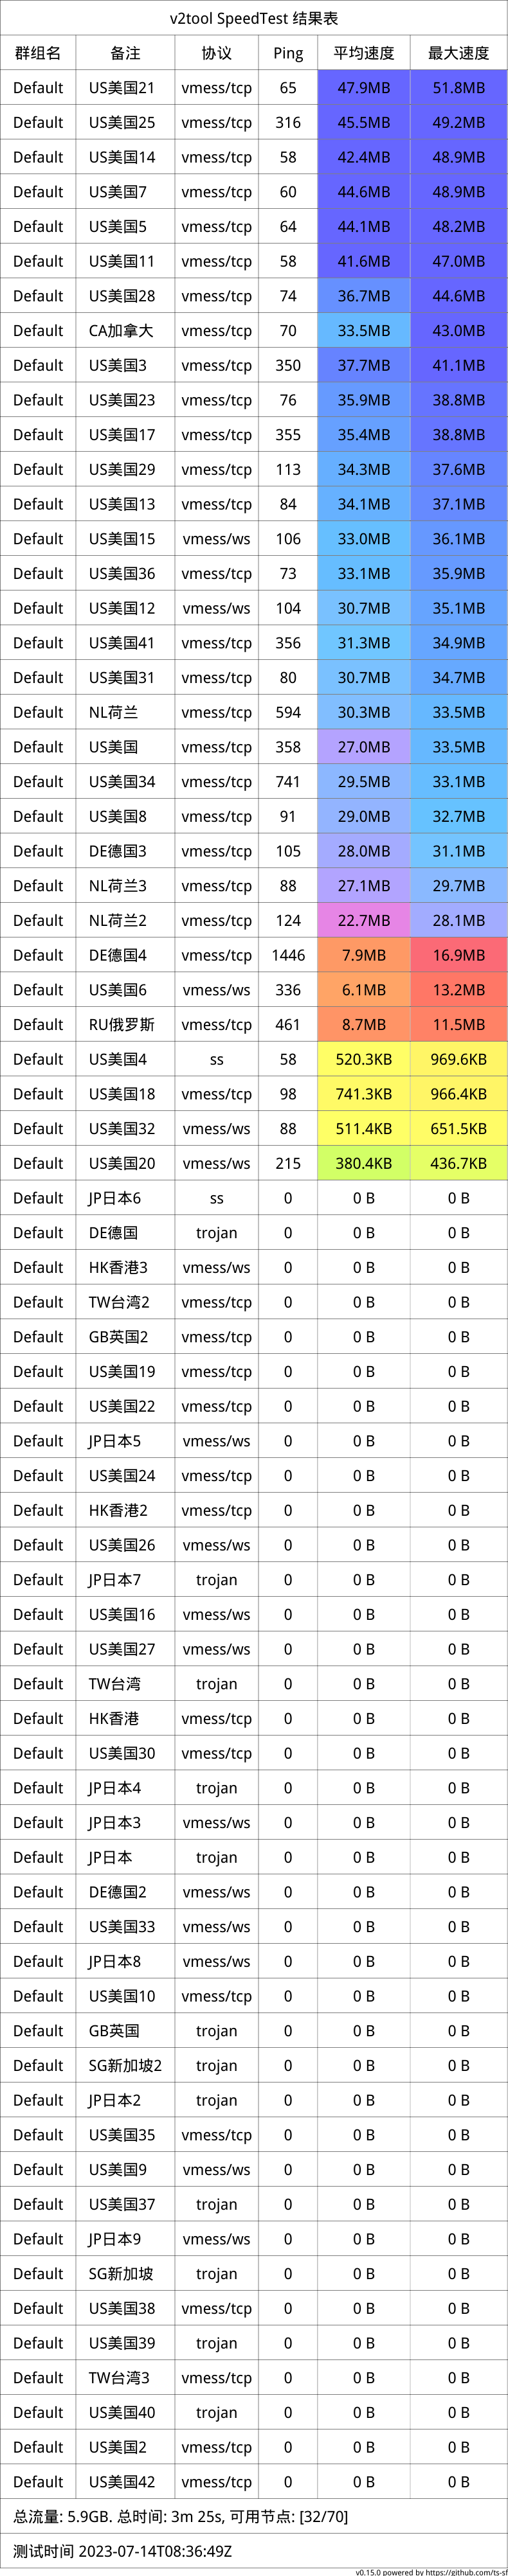 v2tool SpeedTest 结果表
群组名 备注 协议 Ping 平均速度 最大速度
Default US美国21 vmess/tcp 65 47.9MB 51.8MB
Default US美国25 vmess/tcp 316 45.5MB 49.2MB
Default US美国14 vmess/tcp 58 42.4MB 48.9MB
Default US美国7 vmess/tcp 60 44.6MB 48.9MB
Default US美国5 vmess/tcp 64 44.1MB 48.2MB
Default US美国11 vmess/tcp 58 41.6MB 47.0MB
Default US美国28 vmess/tcp 74 36.7MB 44.6MB
Default CA加拿大 vmess/tcp 70 33.5MB 43.0MB
Default US美国3 vmess/tcp 350 37.7MB 41.1MB
Default US美国23 vmess/tcp 76 35.9MB 38.8MB
Default US美国17 vmess/tcp 355 35.4MB 38.8MB
Default US美国29 vmess/tcp 113 34.3MB 37.6MB
Default US美国13 vmess/tcp 84 34.1MB 37.1MB
Default US美国15 vmess/ws 106 33.0MB 36.1MB
Default US美国36 vmess/tcp 73 33.1MB 35.9MB
Default US美国12 vmess/ws 104 30.7MB 35.1MB
Default US美国41 vmess/tcp 356 31.3MB 34.9MB
Default US美国31 vmess/tcp 80 30.7MB 34.7MB
Default NL荷兰 vmess/tcp 594 30.3MB 33.5MB
Default US美国 vmess/tcp 358 27.0MB 33.5MB
Default US美国34 vmess/tcp 741 29.5MB 33.1MB
Default US美国8 vmess/tcp 91 29.0MB 32.7MB
Default DE德国3 vmess/tcp 105 28.0MB 31.1MB
Default NL荷兰3 vmess/tcp 88 27.1MB 29.7MB
Default NL荷兰2 vmess/tcp 124 22.7MB 28.1MB
Default DE德国4 vmess/tcp 1446 7.9MB 16.9MB
Default US美国6 vmess/ws 336 6.1MB 13.2MB
Default RU俄罗斯 vmess/tcp 461 8.7MB 11.5MB
Default US美国4 ss 58 520.3KB 969.6KB
Default US美国18 vmess/tcp 98 741.3KB 966.4KB
Default US美国32 vmess/ws 88 511.4KB 651.5KB
Default US美国20 vmess/ws 215 380.4KB 436.7KB
Default JP日本6 ss 0 0 B 0 B
Default DE德国 trojan 0 0 B 0 B
Default HK香港3 vmess/ws 0 0 B 0 B
Default TW台湾2 vmess/tcp 0 0 B 0 B
Default GB英国2 vmess/tcp 0 0 B 0 B
Default US美国19 vmess/tcp 0 0 B 0 B
Default US美国22 vmess/tcp 0 0 B 0 B
Default JP日本5 vmess/ws 0 0 B 0 B
Default US美国24 vmess/tcp 0 0 B 0 B
Default HK香港2 vmess/tcp 0 0 B 0 B
Default US美国26 vmess/ws 0 0 B 0 B
Default JP日本7 trojan 0 0 B 0 B
Default US美国16 vmess/ws 0 0 B 0 B
Default US美国27 vmess/ws 0 0 B 0 B
Default TW台湾 trojan 0 0 B 0 B
Default HK香港 vmess/tcp 0 0 B 0 B
Default US美国30 vmess/tcp 0 0 B 0 B
Default JP日本4 trojan 0 0 B 0 B
Default JP日本3 vmess/ws 0 0 B 0 B
Default JP日本 trojan 0 0 B 0 B
Default DE德国2 vmess/ws 0 0 B 0 B
Default US美国33 vmess/ws 0 0 B 0 B
Default JP日本8 vmess/ws 0 0 B 0 B
Default US美国10 vmess/tcp 0 0 B 0 B
Default GB英国 trojan 0 0 B 0 B
Default SG新加坡2 trojan 0 0 B 0 B
Default JP日本2 trojan 0 0 B 0 B
Default US美国35 vmess/tcp 0 0 B 0 B
Default US美国9 vmess/ws 0 0 B 0 B
Default US美国37 trojan 0 0 B 0 B
Default JP日本9 vmess/ws 0 0 B 0 B
Default SG新加坡 trojan 0 0 B 0 B
Default US美国38 vmess/tcp 0 0 B 0 B
Default US美国39 trojan 0 0 B 0 B
Default TW台湾3 vmess/tcp 0 0 B 0 B
Default US美国40 trojan 0 0 B 0 B
Default US美国2 vmess/tcp 0 0 B 0 B
Default US美国42 vmess/ws 0 0 B 0 B
总流量: 5.9GB. 总时间: 3m 25s, 可用节点: [32/70]
测试时间 2023-07-14T08:36:49Z
v0.15.0 powered by https://github.com/ts-sf